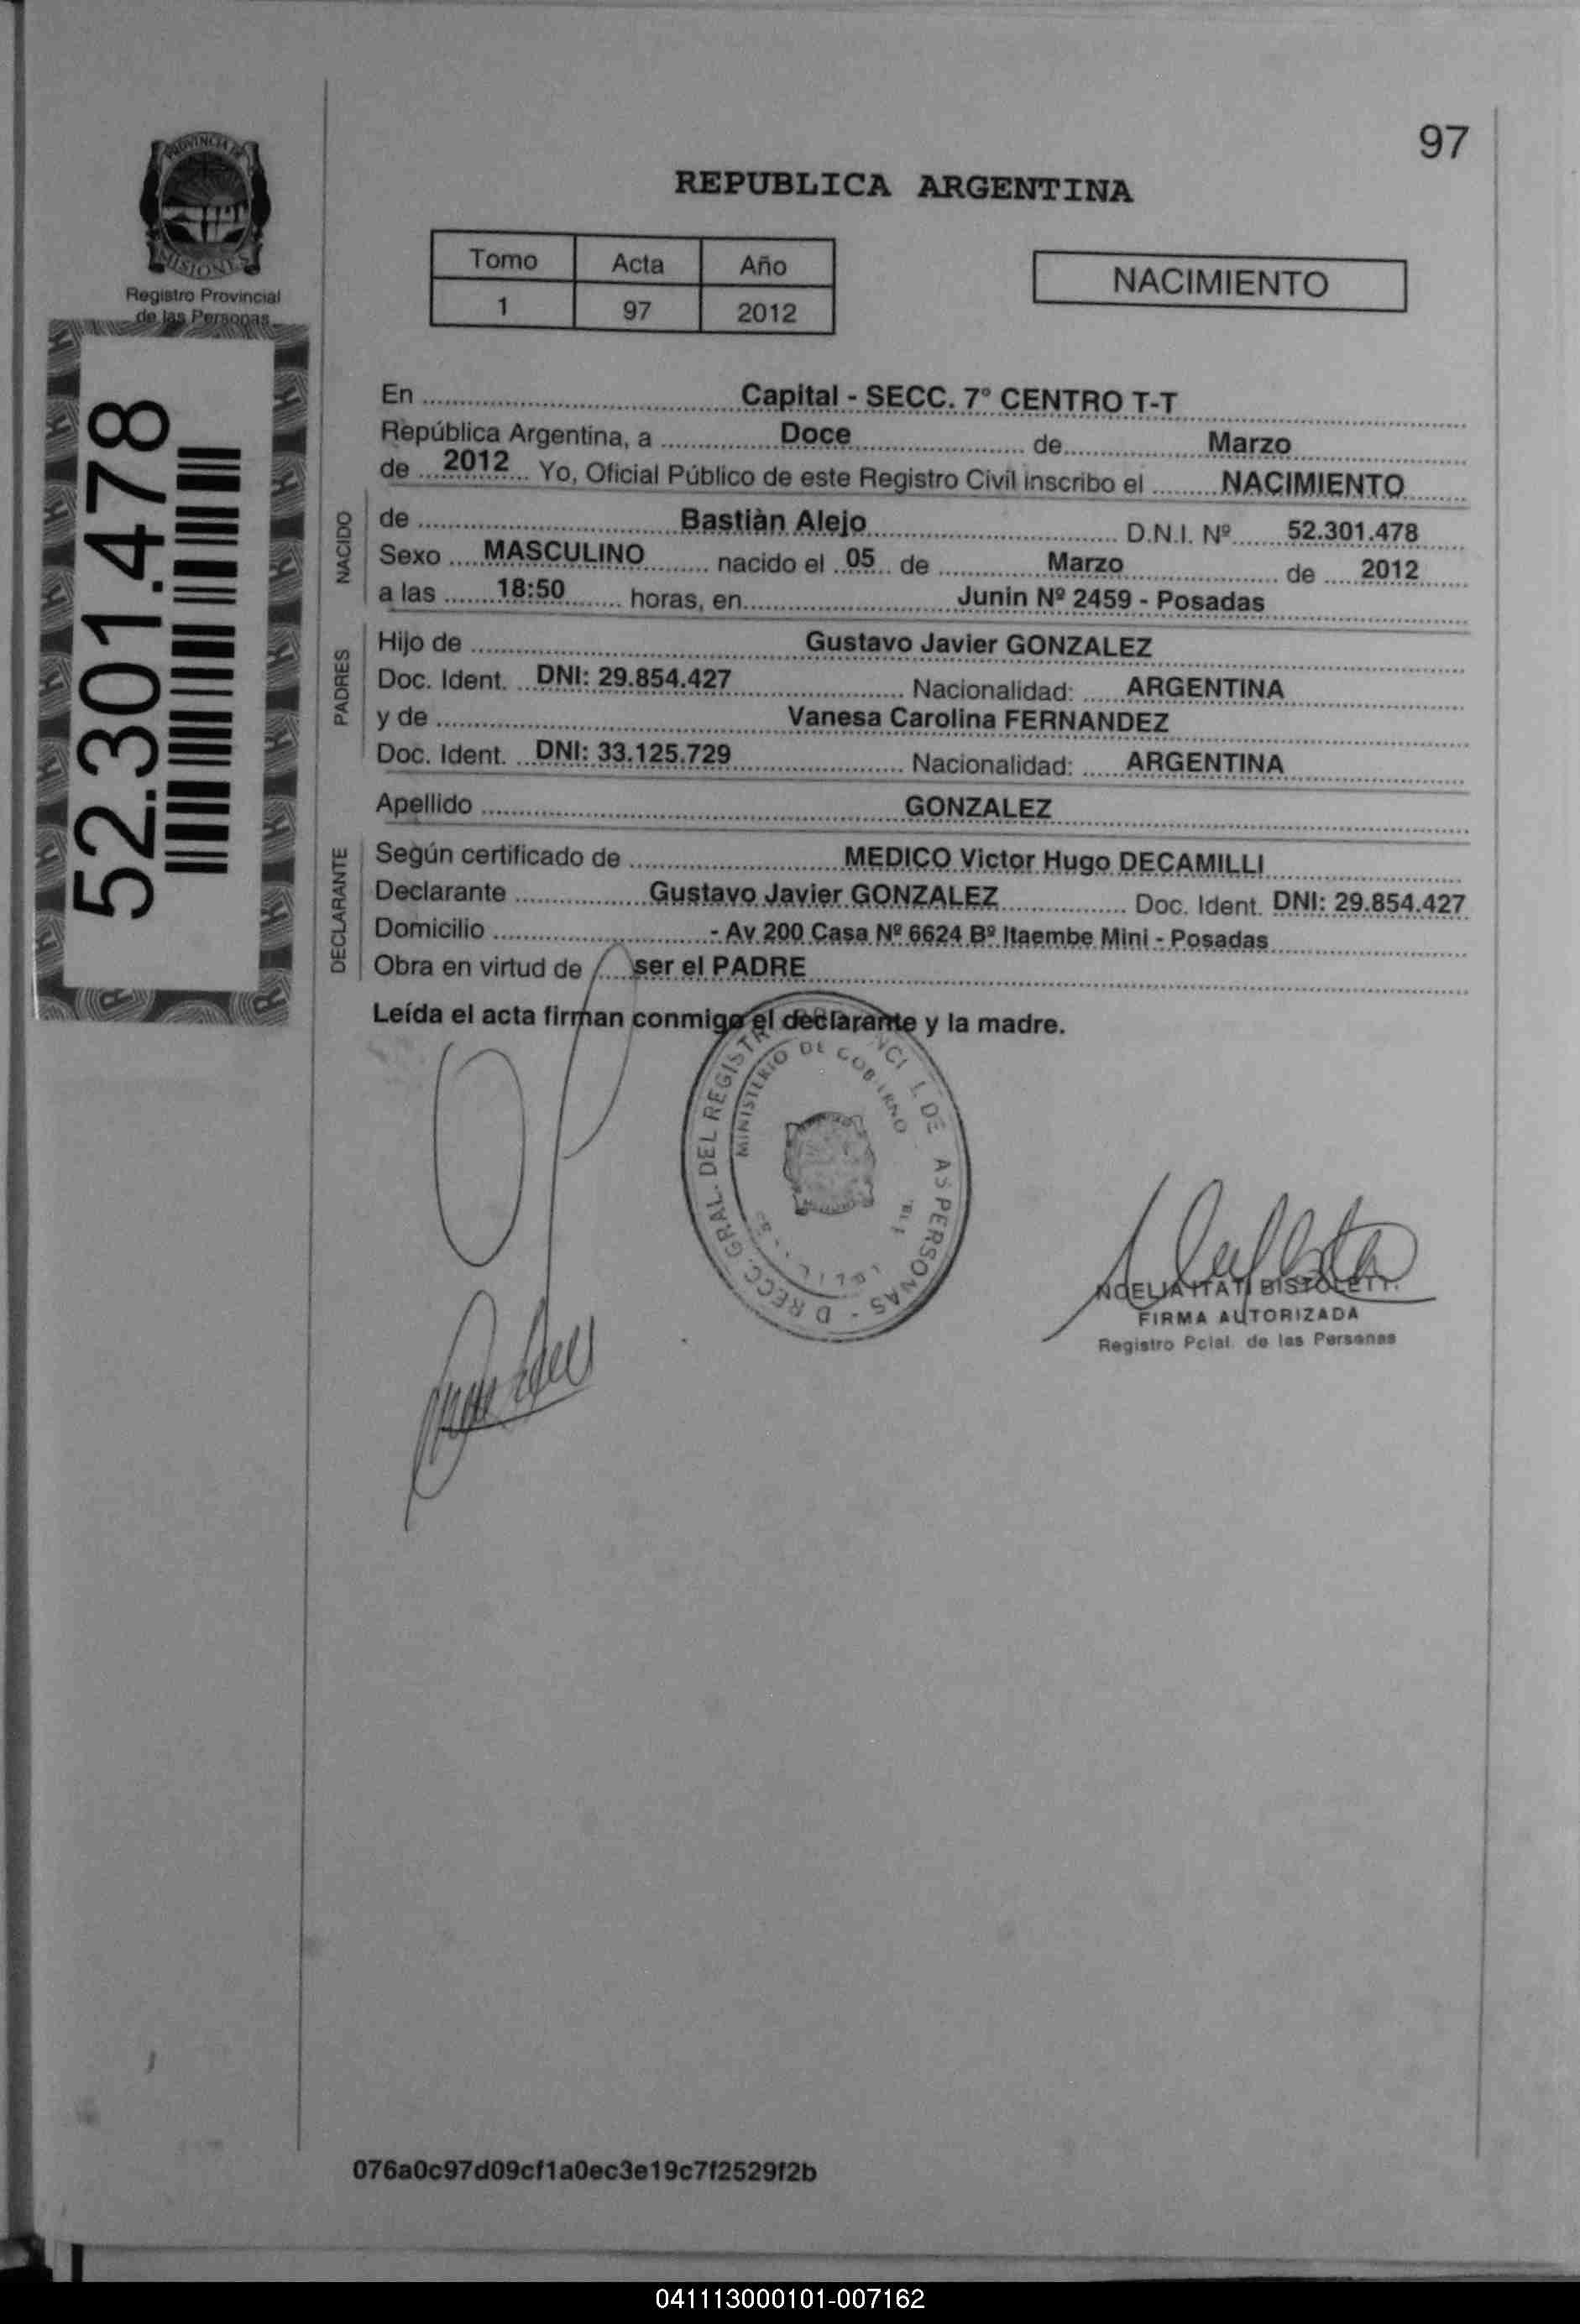 97
REPUBLICA ARGENTINA
PROVINCIA DE
MISIONES
Registro Provincial
de las Personas
Tomo Acta Año
1 97 2012
NACIMIENTO
52.301.478
En Capital - SECC. 7º CENTRO T-T
República Argentina, a Doce de Marzo
de 2012 Yo, Oficial Público de este Registro Civil inscribo el NACIMIENTO
NACIDO
de Bastiàn Alejo D.N.I. Nº 52.301.478
Sexo MASCULINO nacido el 05 de Marzo de 2012
a las 18:50 horas, en Junin Nº 2459 - Posadas
PADRES
Hijo de Gustavo Javier GONZALEZ
Doc. Ident. DNI: 29.854.427 Nacionalidad: ARGENTINA
y de Vanesa Carolina FERNANDEZ
Doc. Ident. DNI: 33.125.729 Nacionalidad: ARGENTINA
Apellido GONZALEZ
DECLARANTE
Según certificado de MEDICO Victor Hugo DECAMILLI
Declarante Gustavo Javier GONZALEZ Doc. Ident. DNI: 29.854.427
Domicilio - Av 200 Casa Nº 6624 Bº Itaembe Mini - Posadas
Obra en virtud de ser el PADRE
Leída el acta firman conmigo el declarante y la madre.
GRAL. DEL PERSONAS
MINISTERIO DE
NOELIA ITATI
FIRMA AUTORIZADA
Registro Pcial. de las Personas
076a0c97d09cf1a0ec3e19c7f2529f2b
041113000101-007162